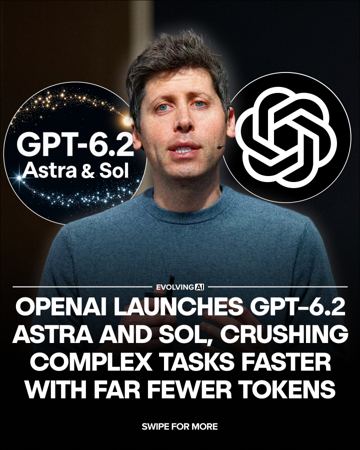 GPT-6.2
Astra & Sol
EVOLVING AI
OPENAI LAUNCHES GPT-6.2
ASTRA AND SOL, CRUSHING
COMPLEX TASKS FASTER
WITH FAR FEWER TOKENS
SWIPE FOR MORE